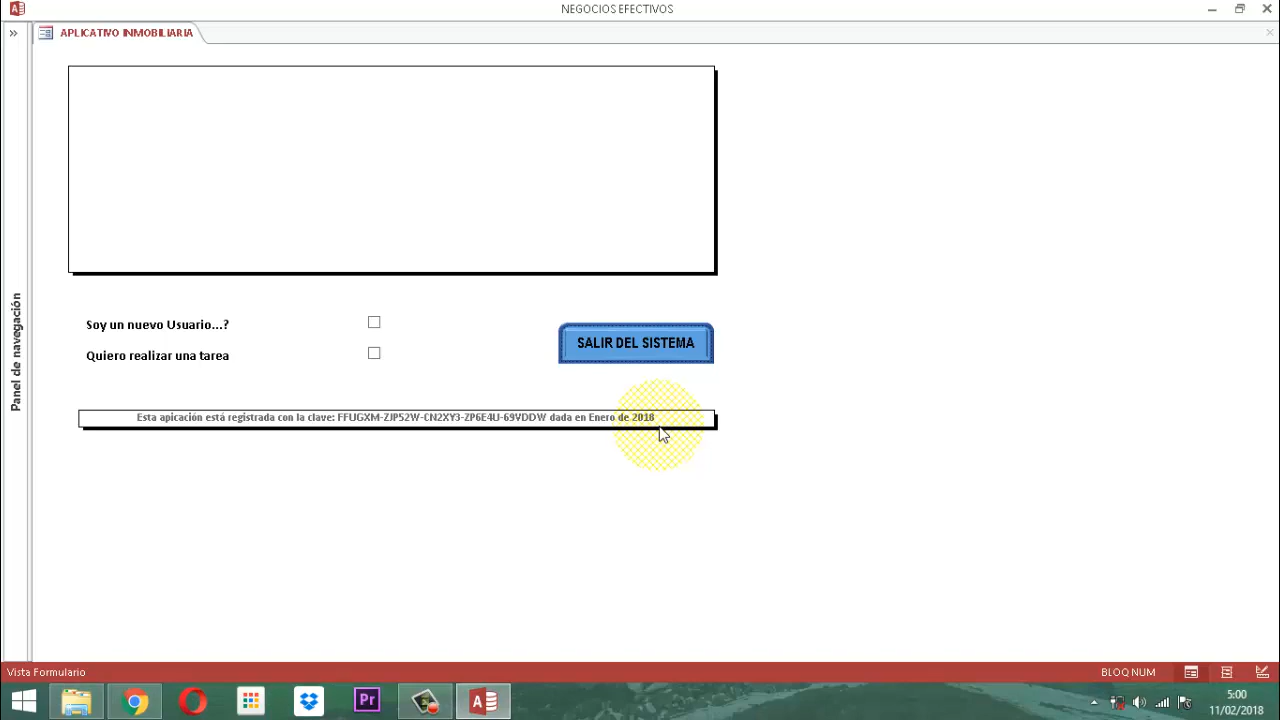 NEGOCIOS EFECTIVOS
APLICATIVO INMOBILIARIA
Panel de navegación
Soy un nuevo Usuario...?
Quiero realizar una tarea
SALIR DEL SISTEMA
Esta apicación está registrada con la clave: FFUGXM-ZJP52W-CN2XY3-ZP6E4U-69VDDW dada en Enero de 2018
Vista Formulario
BLOQ NUM
Pr
5:00
11/02/2018